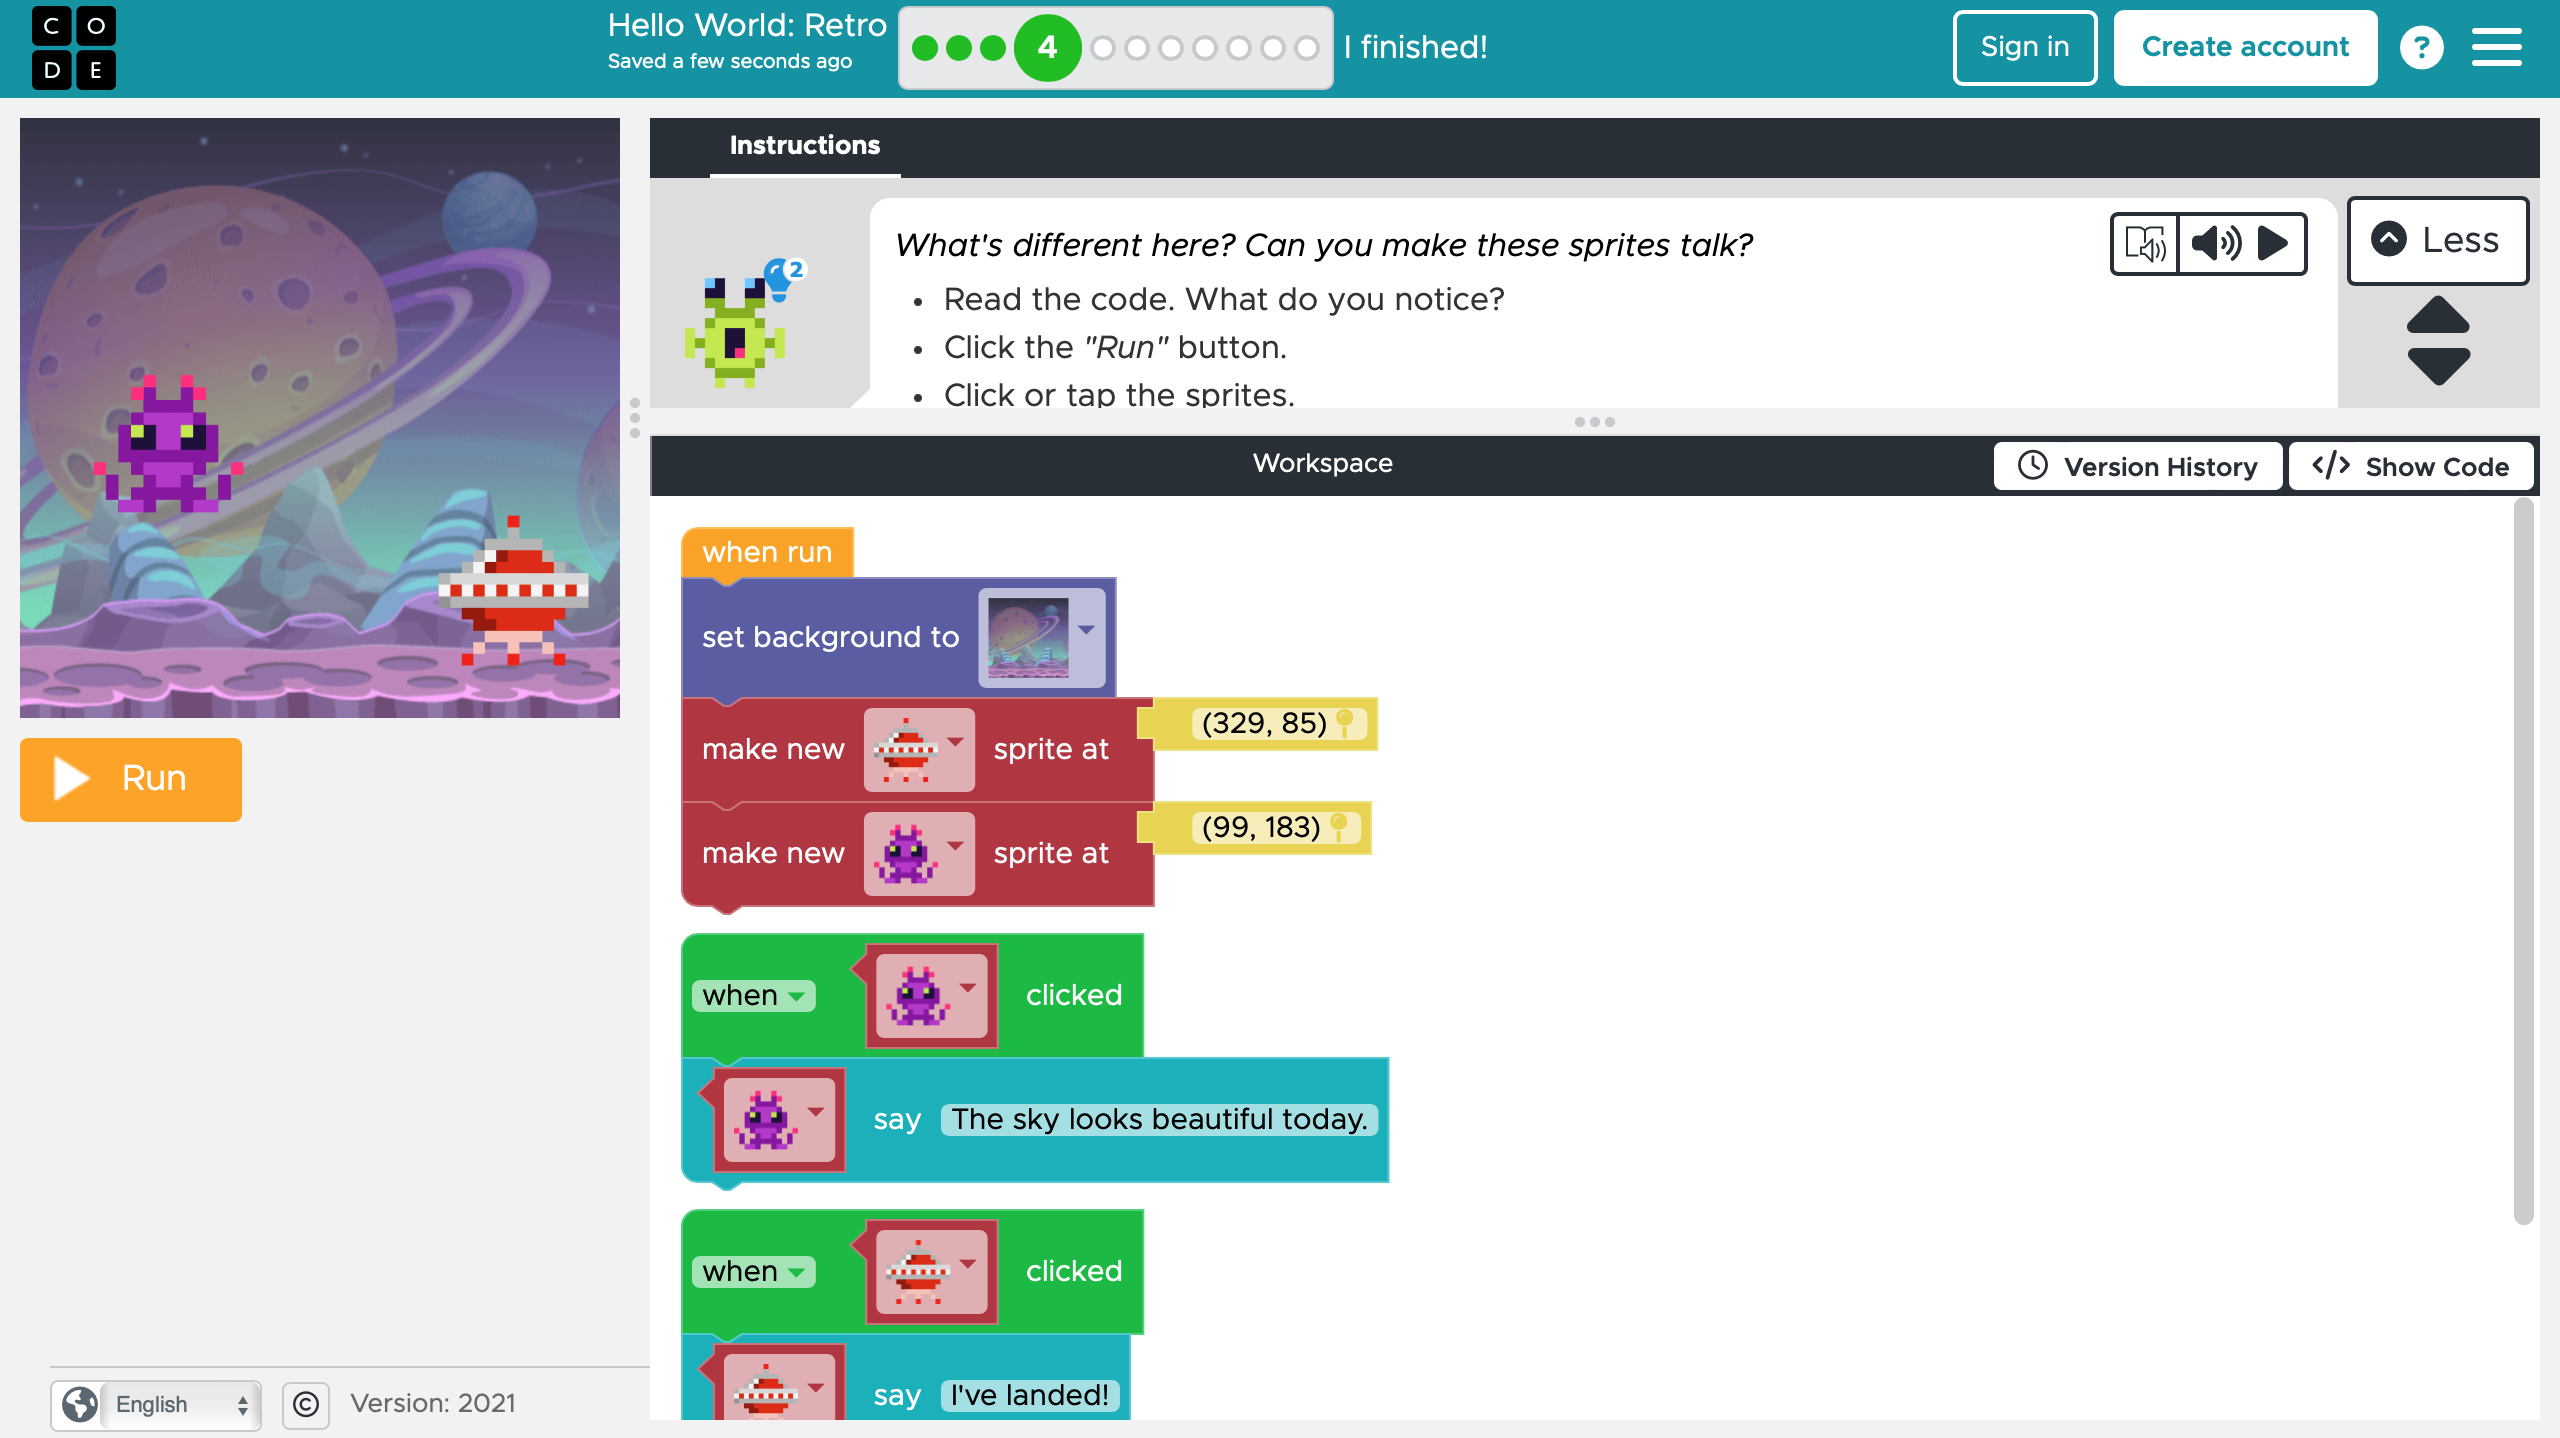 C O
D E
Hello World: Retro
Saved a few seconds ago
4
I finished!
Sign in
Create account
?
Instructions
2
What's different here? Can you make these sprites talk?
• Read the code. What do you notice?
• Click the "Run" button.
• Click or tap the sprites.
Less
Workspace
Version History
</> Show Code
Run
when run
set background to
make new sprite at (329, 85)
make new sprite at (99, 183)
when clicked
say The sky looks beautiful today.
when clicked
say I've landed!
English
©
Version: 2021